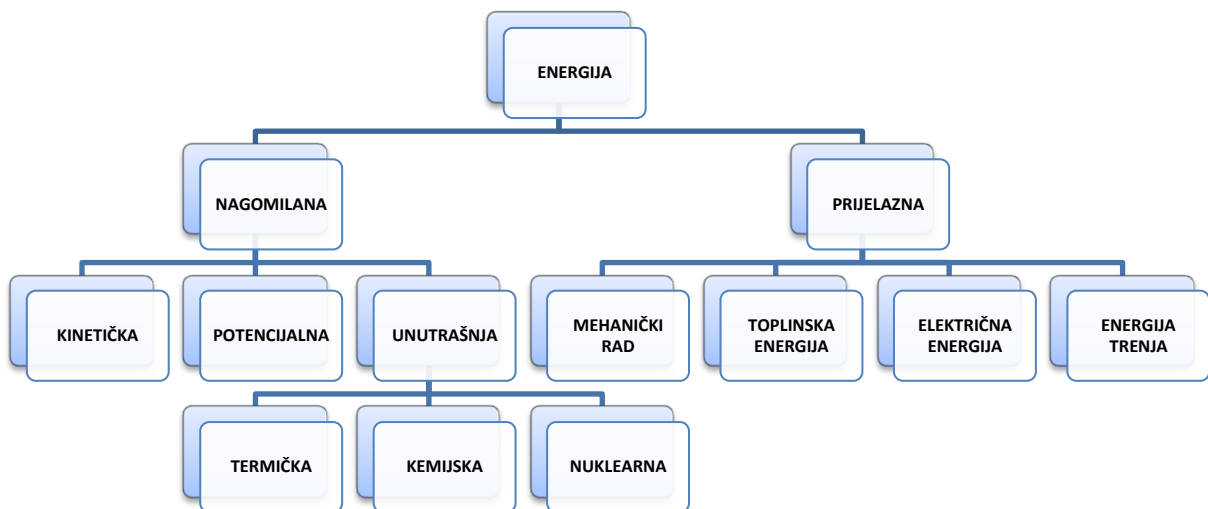 ENERGIJA
NAGOMILANA
PRIJELAZNA
KINETIČKA
POTENCIJALNA
UNUTRAŠNJA
MEHANIČKI
RAD
TOPLINSKA
ENERGIJA
ELEKTRIČNA
ENERGIJA
ENERGIJA
TRENJA
TERMIČKA
KEMIJSKA
NUKLEARNA